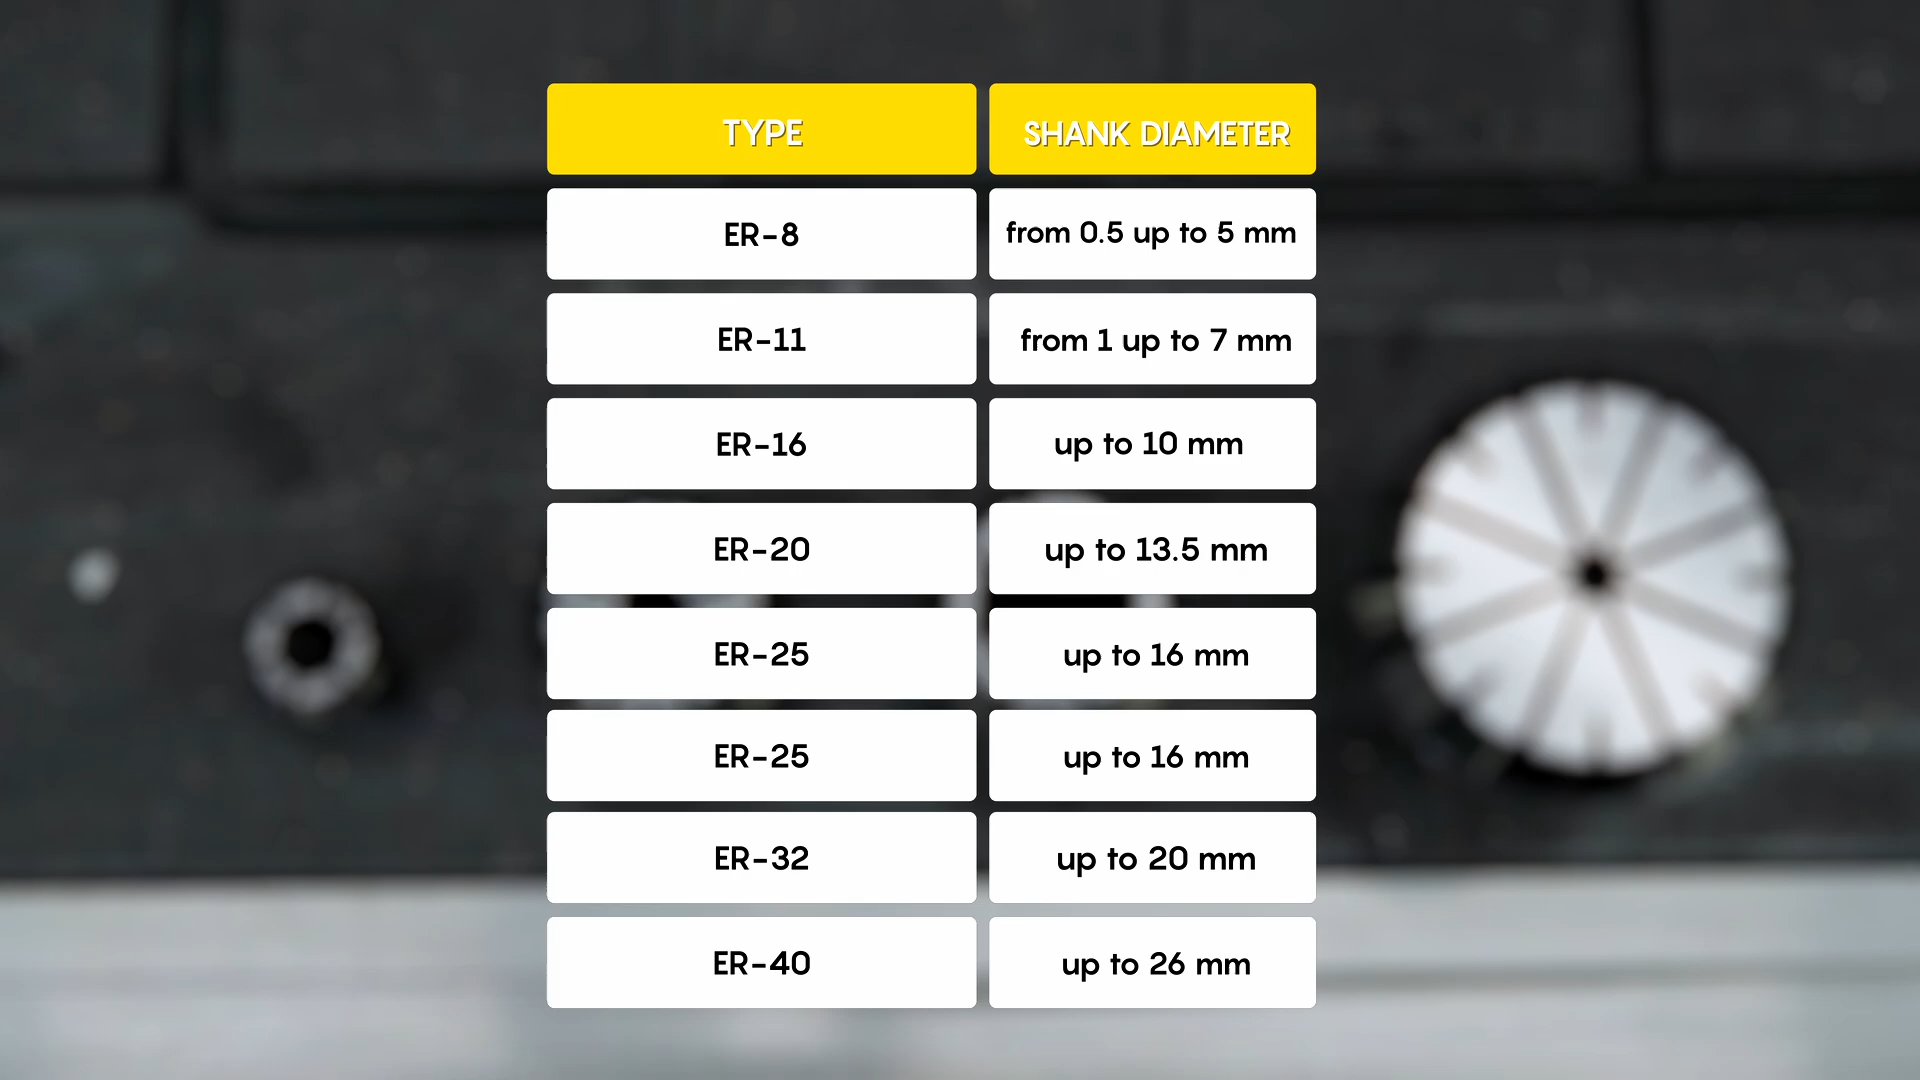 TYPE SHANK DIAMETER
ER-8 from 0.5 up to 5 mm
ER-11 from 1 up to 7 mm
ER-16 up to 10 mm
ER-20 up to 13.5 mm
ER-25 up to 16 mm
ER-25 up to 16 mm
ER-32 up to 20 mm
ER-40 up to 26 mm